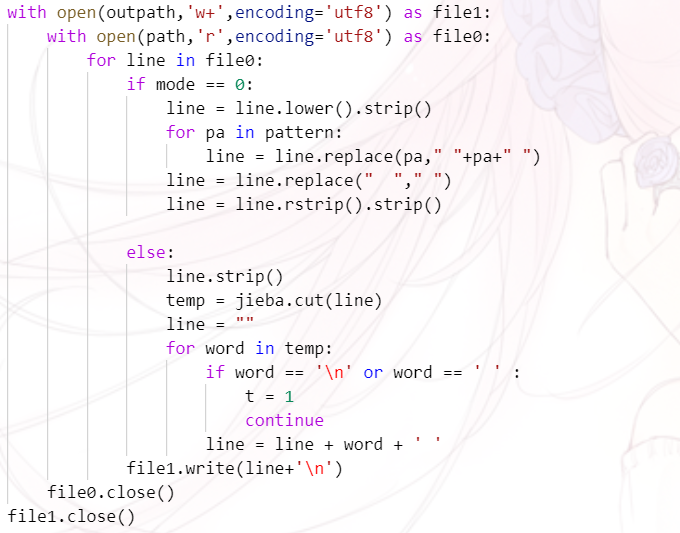 with open(outpath,'w+',encoding='utf8') as file1:
    with open(path,'r',encoding='utf8') as file0:
        for line in file0:
            if mode == 0:
                line = line.lower().strip()
                for pa in pattern:
                    line = line.replace(pa," "+pa+" ")
                line = line.replace("  "," ")
                line = line.rstrip().strip()

            else:
                line.strip()
                temp = jieba.cut(line)
                line = ""
                for word in temp:
                    if word == '\n' or word == ' ' :
                        t = 1
                        continue
                    line = line + word + ' '
            file1.write(line+'\n')
    file0.close()
file1.close()